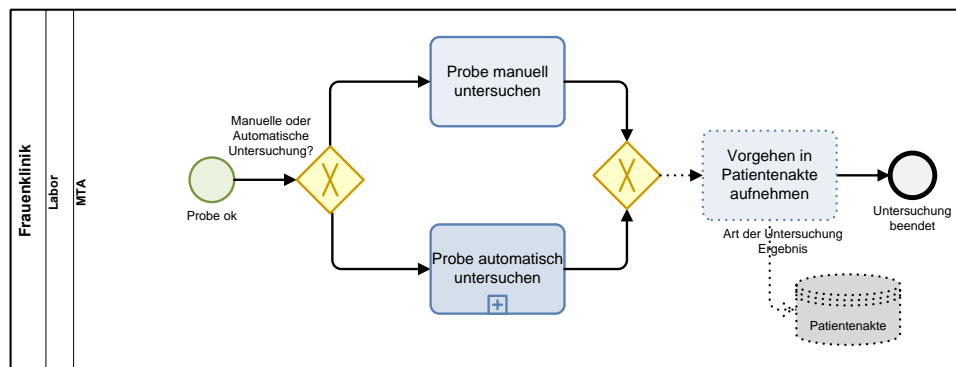 Frauenklinik
Labor
MTA
Probe ok
Manuelle oder
Automatische
Untersuchung?
Probe manuell
untersuchen
Probe automatisch
untersuchen
Vorgehen in
Patientenakte
aufnehmen
Art der Untersuchung
Ergebnis
Patientenakte
Untersuchung
beendet